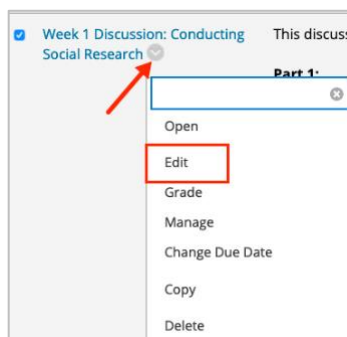 Week 1 Discussion: Conducting
Social Research
This discuss
Part 1:
Open
Edit
Grade
Manage
Change Due Date
Copy
Delete